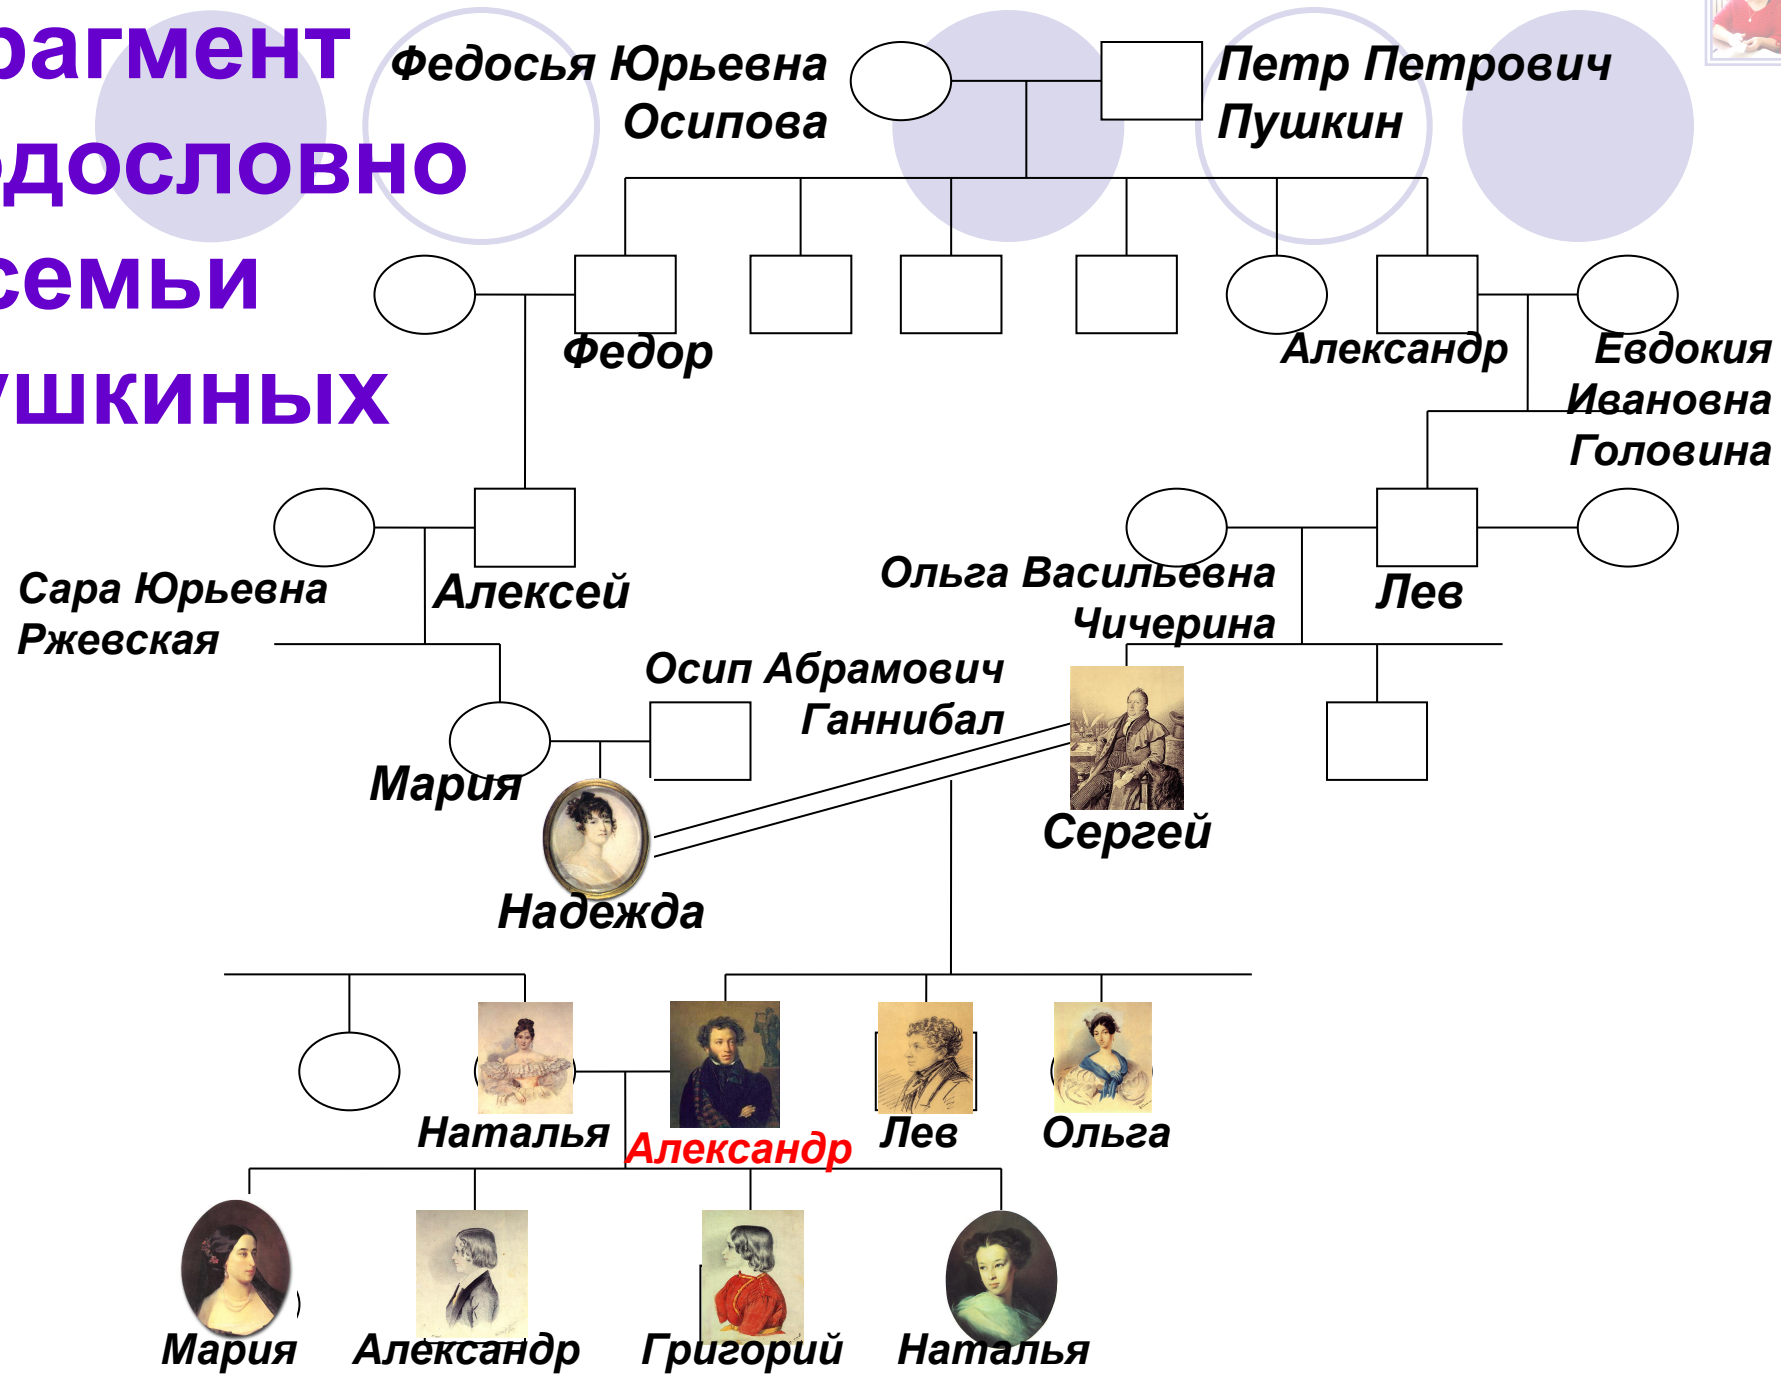 рагмент
одословно
семьи
ушкиных
Федосья Юрьевна
Осипова
Петр Петрович
Пушкин
Федор
Александр
Евдокия
Ивановна
Головина
Сара Юрьевна
Ржевская
Алексей
Ольга Васильевна
Чичерина
Лев
Осип Абрамович
Ганнибал
Мария
Сергей
Надежда
Наталья
Александр
Лев
Ольга
Мария
Александр
Григорий
Наталья